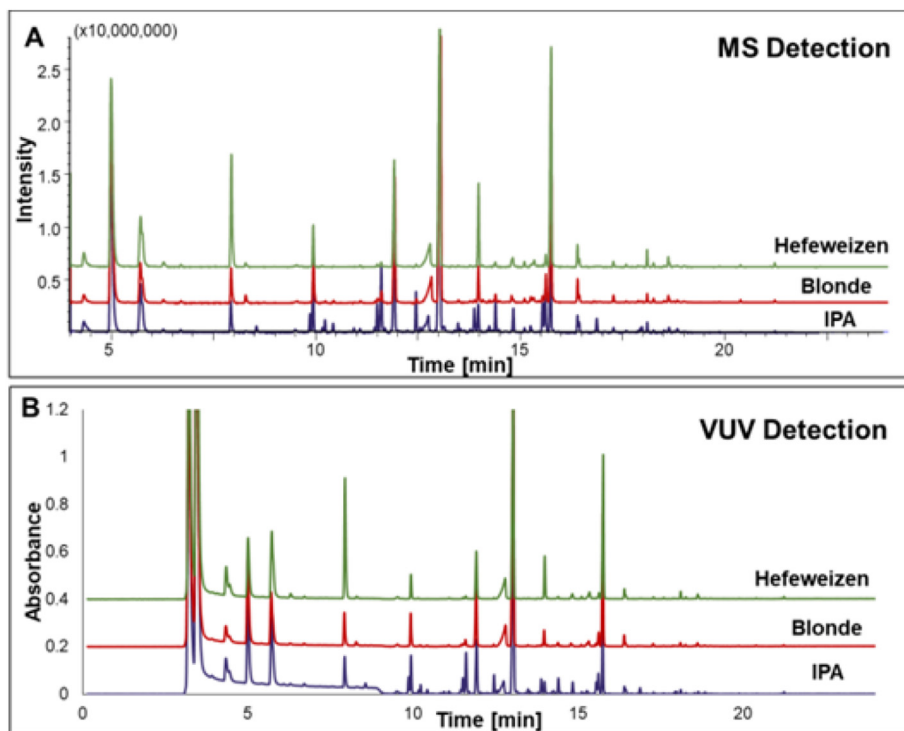 A
(x10,000,000)
MS Detection
2.5
2.0
1.5
1.0
0.5
Intensity
Hefeweizen
Blonde
IPA
5 10 15 20
Time [min]
B
VUV Detection
1.2
1
0.8
0.6
0.4
0.2
0
Absorbance
Hefeweizen
Blonde
IPA
0 5 10 15 20
Time [min]